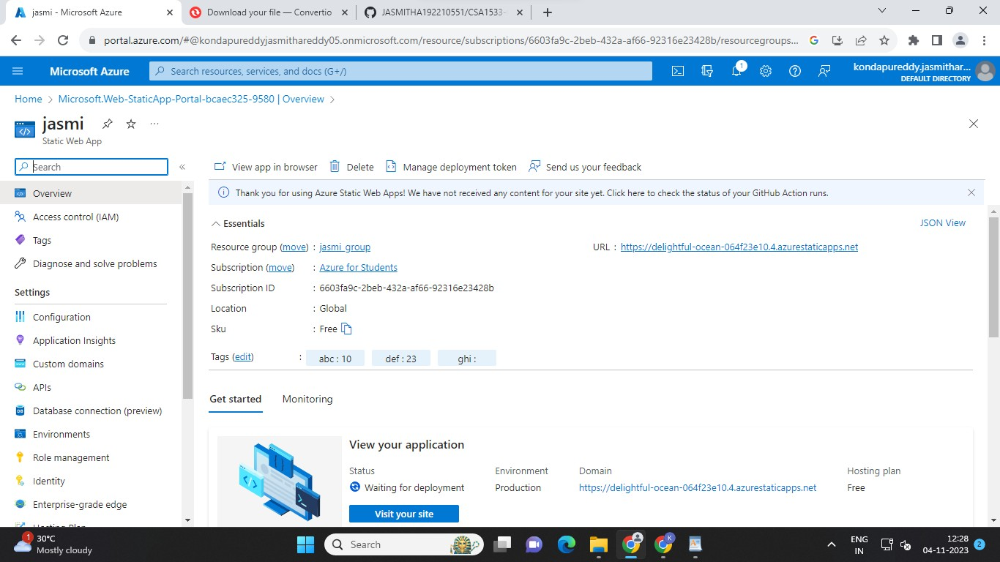 jasmi - Microsoft Azure
Download your file — Convertio
JASMITHA192210551/CSA1533-
portal.azure.com/#@kondapureddyjasmithareddy05.onmicrosoft.com/resource/subscriptions/6603fa9c-2beb-432a-af66-92316e23428b/resourcegroups...
Microsoft Azure
Search resources, services, and docs (G+/)
1
kondapureddy.jasmithar...
DEFAULT DIRECTORY
Home > Microsoft.Web-StaticApp-Portal-bcaec325-9580 | Overview >
jasmi
Static Web App
Search
«
View app in browser
Delete
Manage deployment token
Send us your feedback
Thank you for using Azure Static Web Apps! We have not received any content for your site yet. Click here to check the status of your GitHub Action runs.
Overview
Access control (IAM)
Tags
Diagnose and solve problems
Settings
Configuration
Application Insights
Custom domains
APIs
Database connection (preview)
Environments
Role management
Identity
Enterprise-grade edge
Hosting Plan
Essentials
JSON View
Resource group (move) : jasmi_group
URL : https://delightful-ocean-064f23e10.4.azurestaticapps.net
Subscription (move) : Azure for Students
Subscription ID : 6603fa9c-2beb-432a-af66-92316e23428b
Location : Global
Sku : Free
Tags (edit) : abc : 10 def : 23 ghi :
Get started
Monitoring
View your application
Status
Waiting for deployment
Environment
Production
Domain
https://delightful-ocean-064f23e10.4.azurestaticapps.net
Hosting plan
Free
Visit your site
1
30°C
Mostly cloudy
Search
K
ENG
IN
12:28
04-11-2023
2